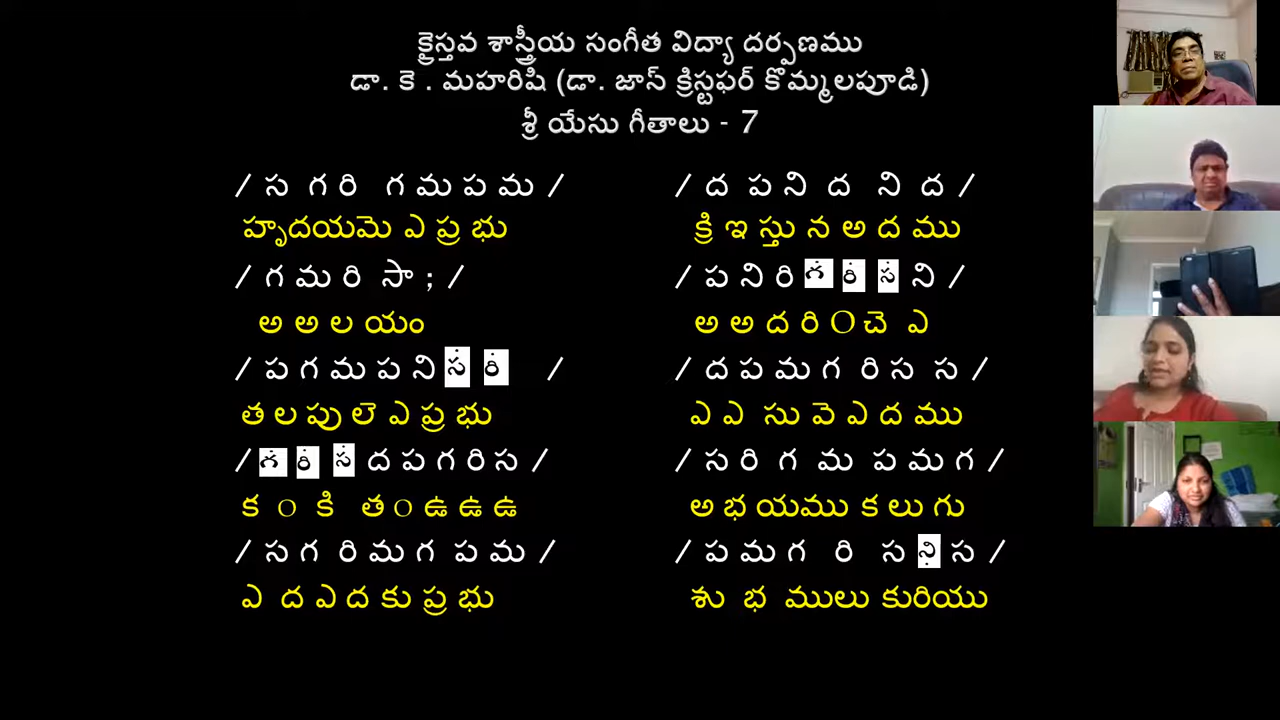 క్రైస్తవ శాస్త్రీయ సంగీత విద్యా దర్పణము
డా. కె . మహరిషి (డా. జాస్ క్రిస్టఫర్ కొమ్మలపూడి)
శ్రీ యేసు గీతాలు - 7
/ స గ రి గ మ ప మ /
హృదయమె ఎ ప్ర భు
/ గ మ రి సా ; /
అ అ ల యం
/ ప గ మ ప ని స రి /
త ల పు లె ఎ ప్ర భు
/ గ రి స ద ప గ రి స /
క ం కి త ం ఉ ఉ ఉ
/ స గ రి మ గ ప మ /
ఎ ద ఎ ద కు ప్ర భు
/ ద ప ని ద ని ద /
క్రి ఇ స్తు న అ ద ము
/ ప ని రి గ రి స ని /
అ అ ద రి ం చె ఎ
/ ద ప మ గ రి స స /
ఎ ఎ సు వె ఎ ద ము
/ స రి గ మ ప మ గ /
అ భ యము క లు గు
/ ప మ గ రి స ని స /
శు భ ములు కురియు